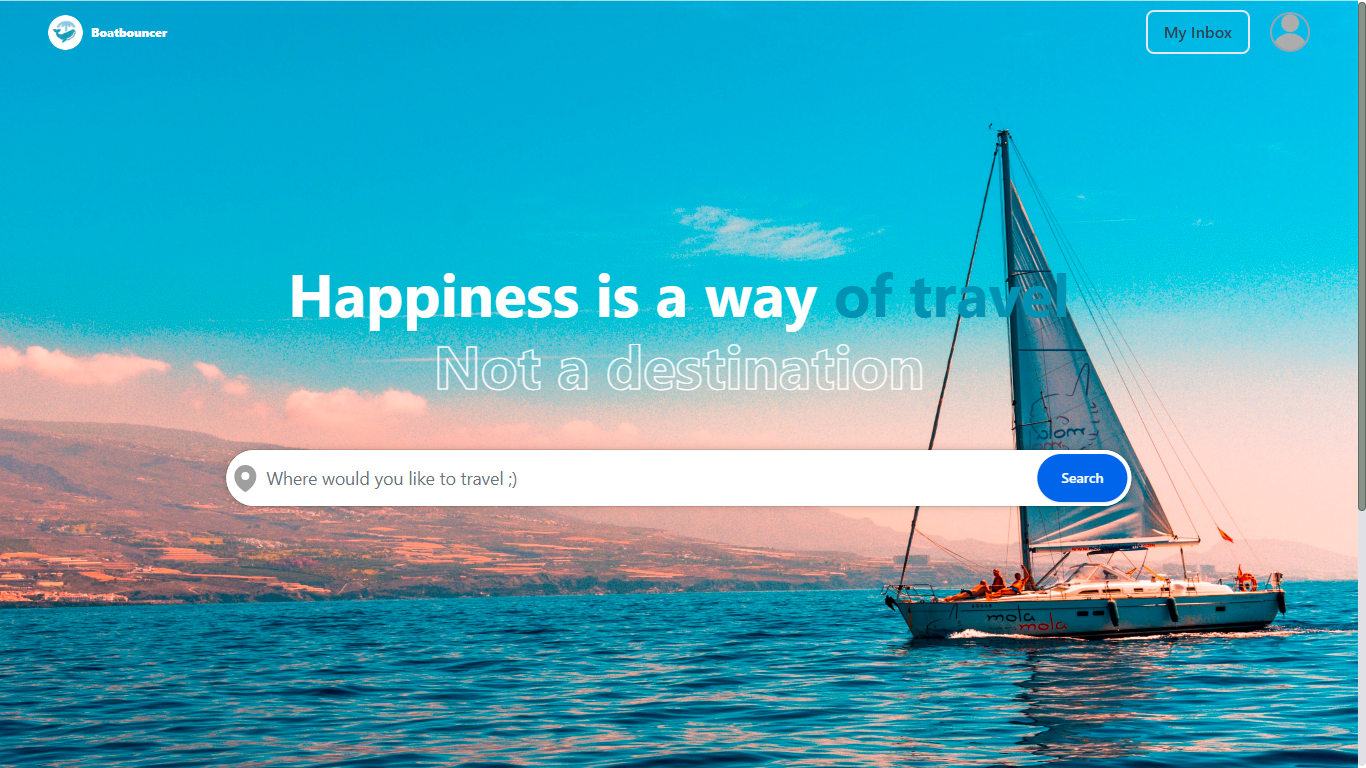 Boatbouncer
My Inbox
Happiness is a way of travel
Not a destination
Where would you like to travel ;)
Search
mola
mola